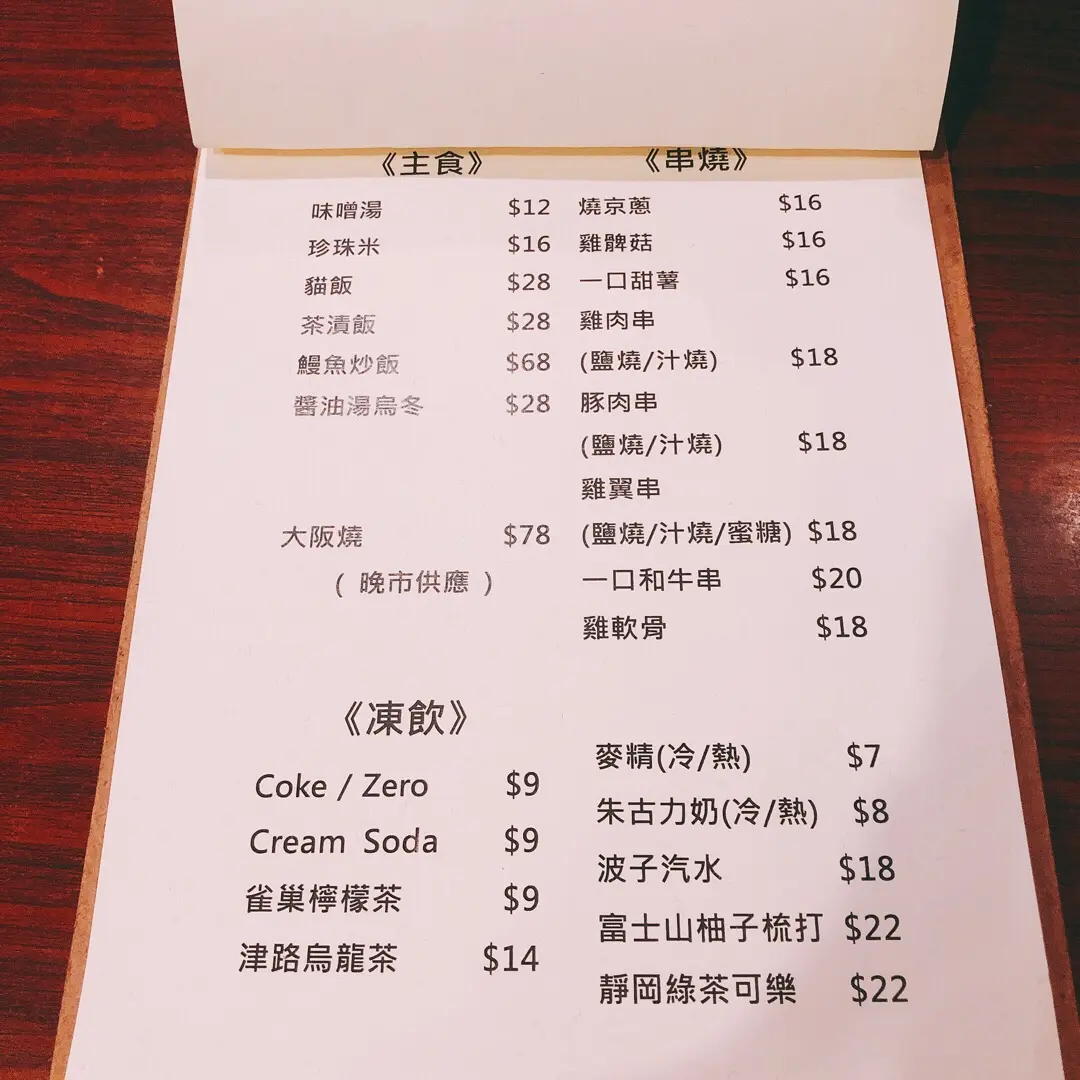 《主食》
味噌湯 $12
珍珠米 $16
貓飯 $28
茶漬飯 $28
鰻魚炒飯 $68
醬油湯烏冬 $28
大阪燒 $78
( 晚市供應 )
《串燒》
燒京蔥 $16
雞髀菇 $16
一口甜薯 $16
雞肉串
(鹽燒/汁燒) $18
豚肉串
(鹽燒/汁燒) $18
雞翼串
(鹽燒/汁燒/蜜糖) $18
一口和牛串 $20
雞軟骨 $18
《凍飲》
Coke / Zero $9
Cream Soda $9
雀巢檸檬茶 $9
津路烏龍茶 $14
麥精(冷/熱) $7
朱古力奶(冷/熱) $8
波子汽水 $18
富士山柚子梳打 $22
靜岡綠茶可樂 $22